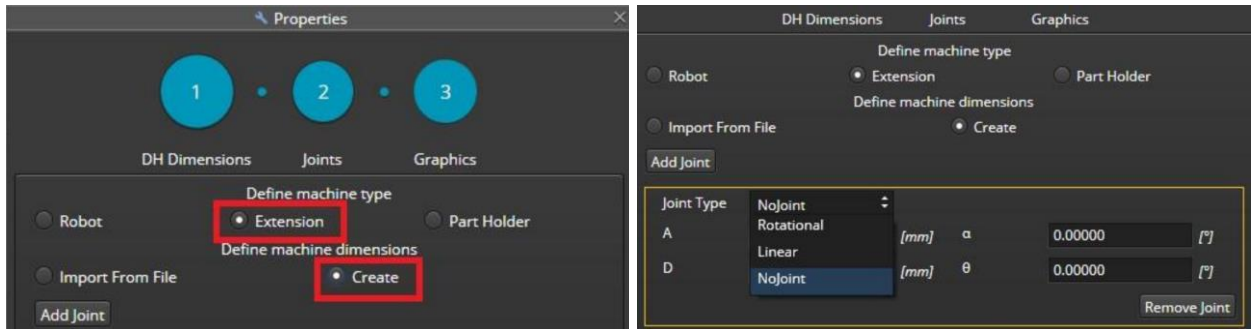 Properties
1
2
3
DH Dimensions Joints Graphics
Define machine type
Robot Extension Part Holder
Define machine dimensions
Import From File Create
Add Joint
DH Dimensions Joints Graphics
Define machine type
Robot Extension Part Holder
Define machine dimensions
Import From File Create
Add Joint
Joint Type NoJoint
Rotational
Linear
NoJoint
A [mm] α 0.00000 [°]
D [mm] θ 0.00000 [°]
Remove Joint